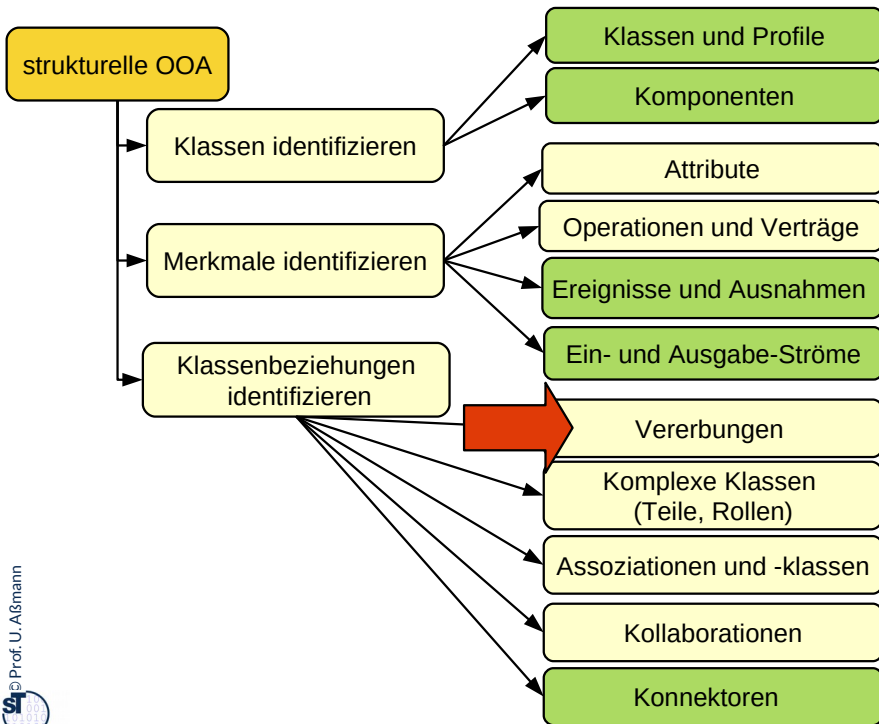 strukturelle OOA
Klassen identifizieren
Merkmale identifizieren
Klassenbeziehungen
identifizieren
Klassen und Profile
Komponenten
Attribute
Operationen und Verträge
Ereignisse und Ausnahmen
Ein- und Ausgabe-Ströme
Vererbungen
Komplexe Klassen
(Teile, Rollen)
Assoziationen und -klassen
Kollaborationen
Konnektoren
© Prof. U. Aßmann
ST